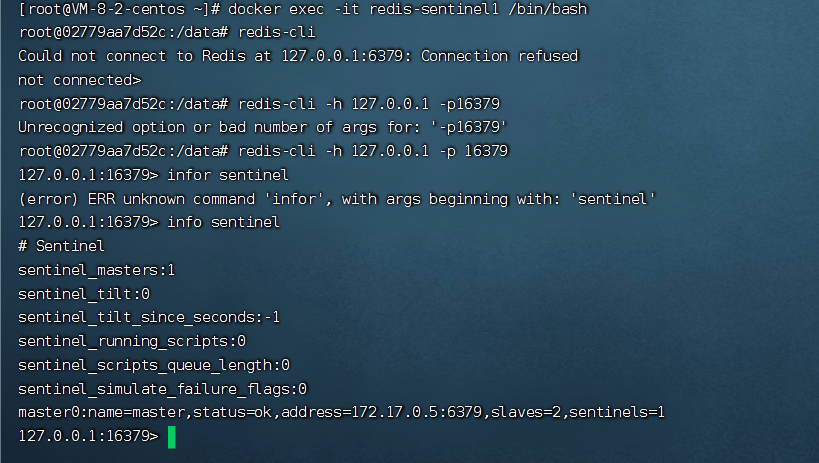 [root@VM-8-2-centos ~]# docker exec -it redis-sentinel1 /bin/bash
root@02779aa7d52c:/data# redis-cli
Could not connect to Redis at 127.0.0.1:6379: Connection refused
not connected>
root@02779aa7d52c:/data# redis-cli -h 127.0.0.1 -p16379
Unrecognized option or bad number of args for: '-p16379'
root@02779aa7d52c:/data# redis-cli -h 127.0.0.1 -p 16379
127.0.0.1:16379> infor sentinel
(error) ERR unknown command 'infor', with args beginning with: 'sentinel'
127.0.0.1:16379> info sentinel
# Sentinel
sentinel_masters:1
sentinel_tilt:0
sentinel_tilt_since_seconds:-1
sentinel_running_scripts:0
sentinel_scripts_queue_length:0
sentinel_simulate_failure_flags:0
master0:name=master,status=ok,address=172.17.0.5:6379,slaves=2,sentinels=1
127.0.0.1:16379>